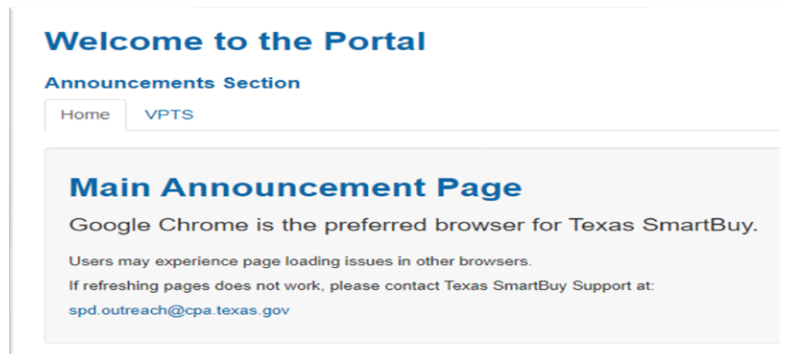 Welcome to the Portal
Announcements Section
Home VPTS
Main Announcement Page
Google Chrome is the preferred browser for Texas SmartBuy.
Users may experience page loading issues in other browsers.
If refreshing pages does not work, please contact Texas SmartBuy Support at:
spd.outreach@cpa.texas.gov